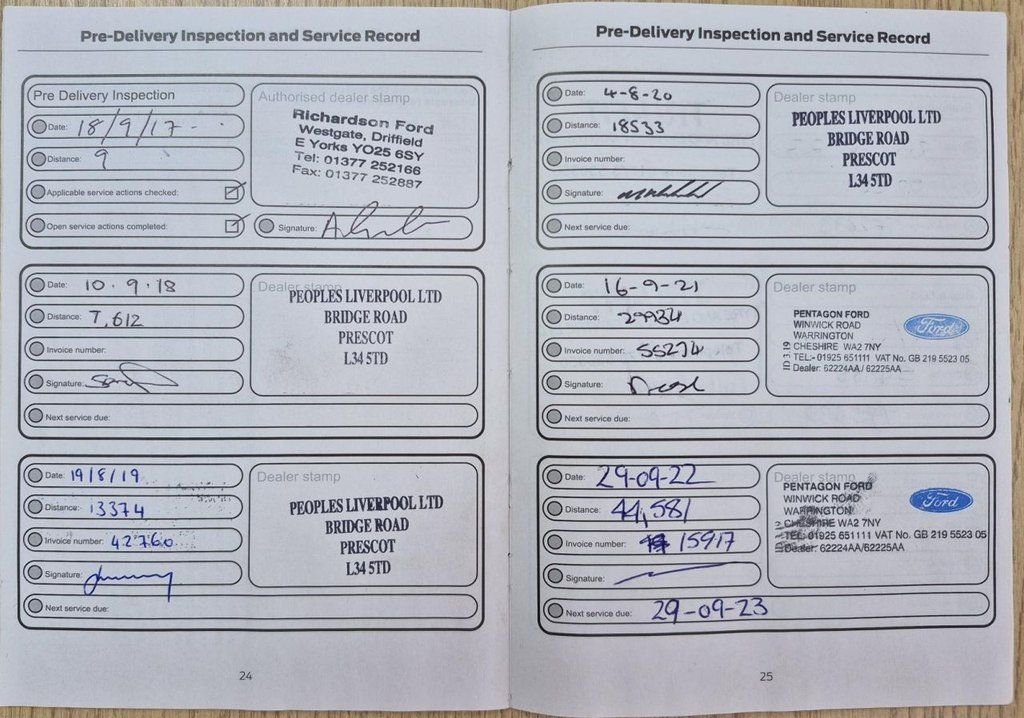 Pre-Delivery Inspection and Service Record
Pre Delivery Inspection
Date: 18/9/17
Distance: 9
Applicable service actions checked:
Open service actions completed:
Authorised dealer stamp
Richardson Ford
Westgate, Driffield
E Yorks YO25 6SY
Tel: 01377 252166
Fax: 01377 252887
Signature:
Date: 10.9.18
Distance: 7,612
Invoice number:
Signature:
Next service due:
Dealer stamp
PEOPLES LIVERPOOL LTD
BRIDGE ROAD
PRESCOT
L34 5TD
Date: 19/8/19
Distance: 13374
Invoice number: 42760
Signature:
Next service due:
Dealer stamp
PEOPLES LIVERPOOL LTD
BRIDGE ROAD
PRESCOT
L34 5TD
24
Pre-Delivery Inspection and Service Record
Date: 4-8-20
Distance: 18533
Invoice number:
Signature:
Next service due:
Dealer stamp
PEOPLES LIVERPOOL LTD
BRIDGE ROAD
PRESCOT
L34 5TD
Date: 16-9-21
Distance:
Invoice number: 55274
Signature:
Next service due:
Dealer stamp
PENTAGON FORD
WINWICK ROAD
WARRINGTON
CHESHIRE WA2 7NY
TEL:- 01925 651111 VAT No. GB 219 5523 05
Dealer: 62224AA/ 62225AA
Ford
Date: 29-09-22
Distance: 44,581
Invoice number: 15917
Signature:
Next service due: 29-09-23
Dealer stamp
PENTAGON FORD
WINWICK ROAD
WARRINGTON
CHESHIRE WA2 7NY
TEL: 01925 651111 VAT No. GB 219 5523 05
Dealer: 62224AA/62225AA
Ford
25